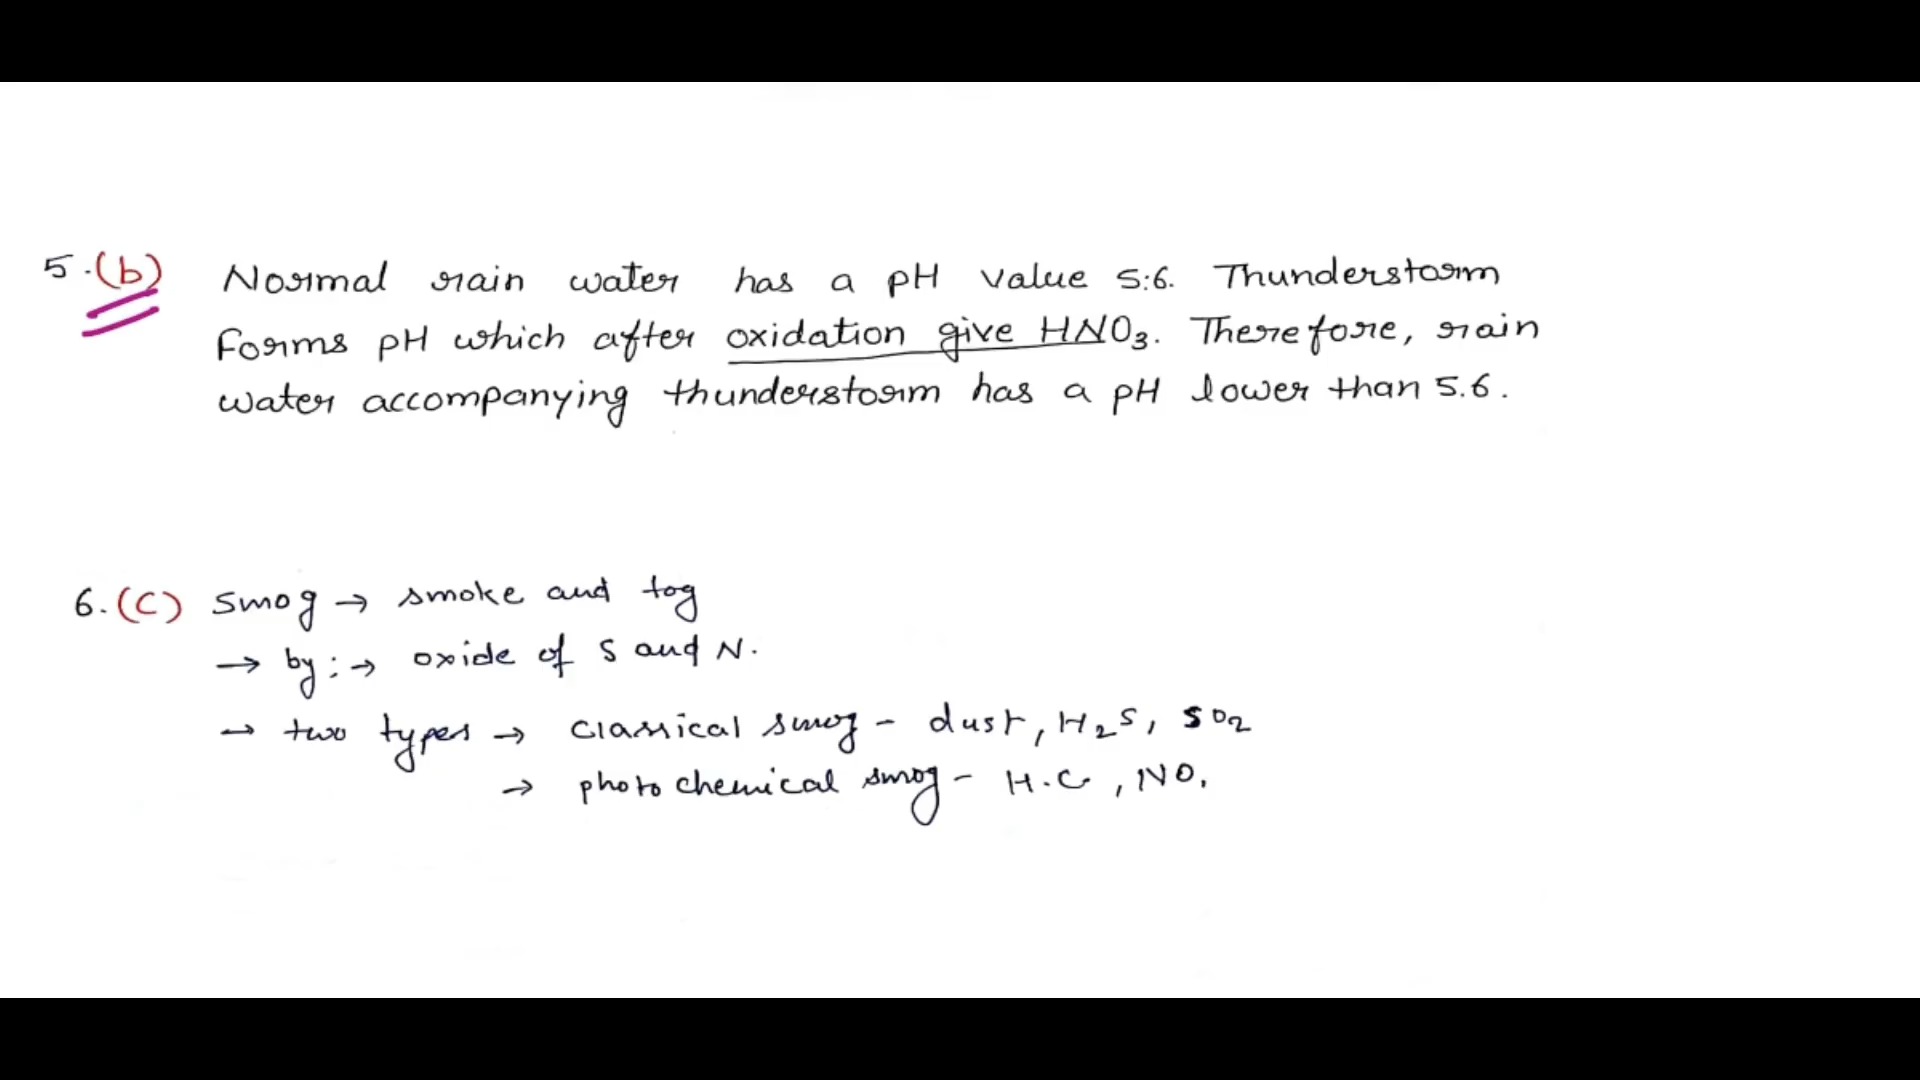 5.(b) Normal rain water has a pH value 5:6. Thunderstorm
Forms pH which after oxidation give HNO₃. Therefore, rain
water accompanying thunderstorm has a pH lower than 5.6.
6.(C) Smog → smoke and tog
→ by :→ oxide of S and N.
→ two types → classical smog - dust, H₂S, SO₂
→ photo chemical smog - H.C, NO.